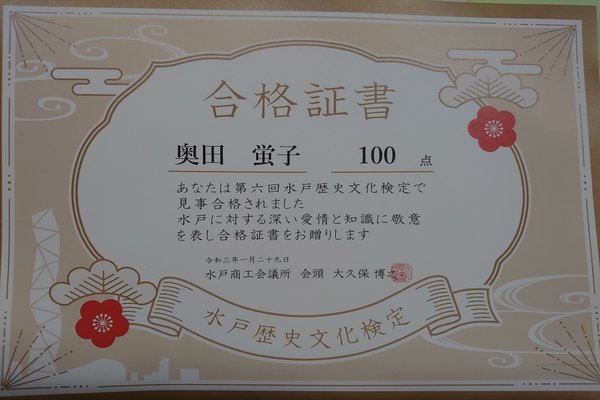 合格証書
奥田 蛍子 100 点
あなたは第六回水戸歴史文化検定で
見事合格されました
水戸に対する深い愛情と知識に敬意
を表し合格証書をお贈りします
令和三年一月二十九日
水戸商工会議所 会頭 大久保 博之
水戸歴史文化検定